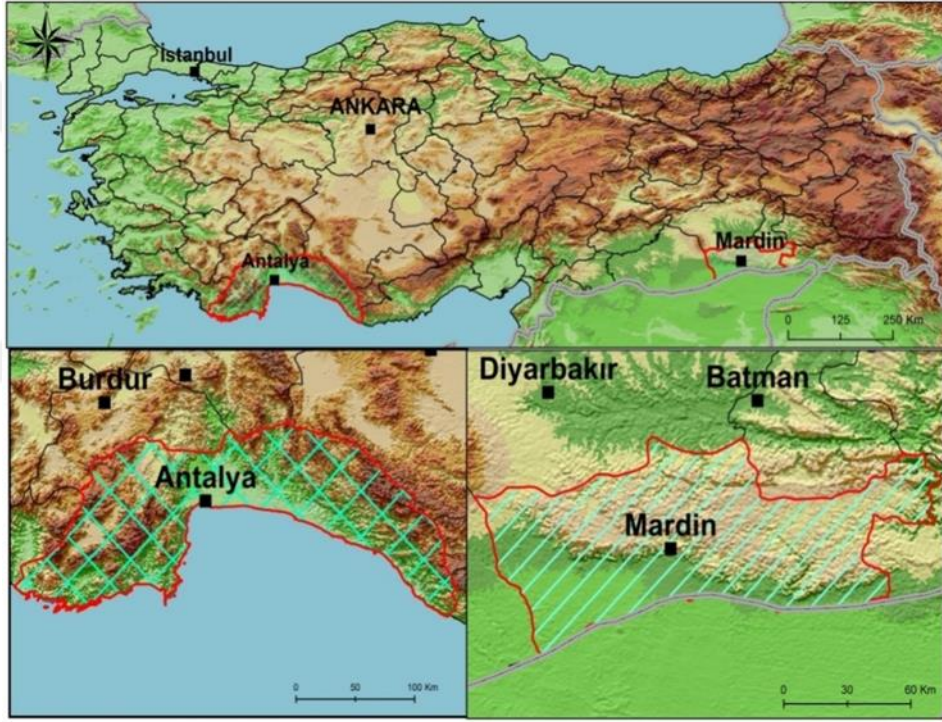 İstanbul
ANKARA
Antalya
Mardin
0 125 250 Km
Burdur
Antalya
0 50 100 Km
Diyarbakır
Batman
Mardin
0 30 60 Km